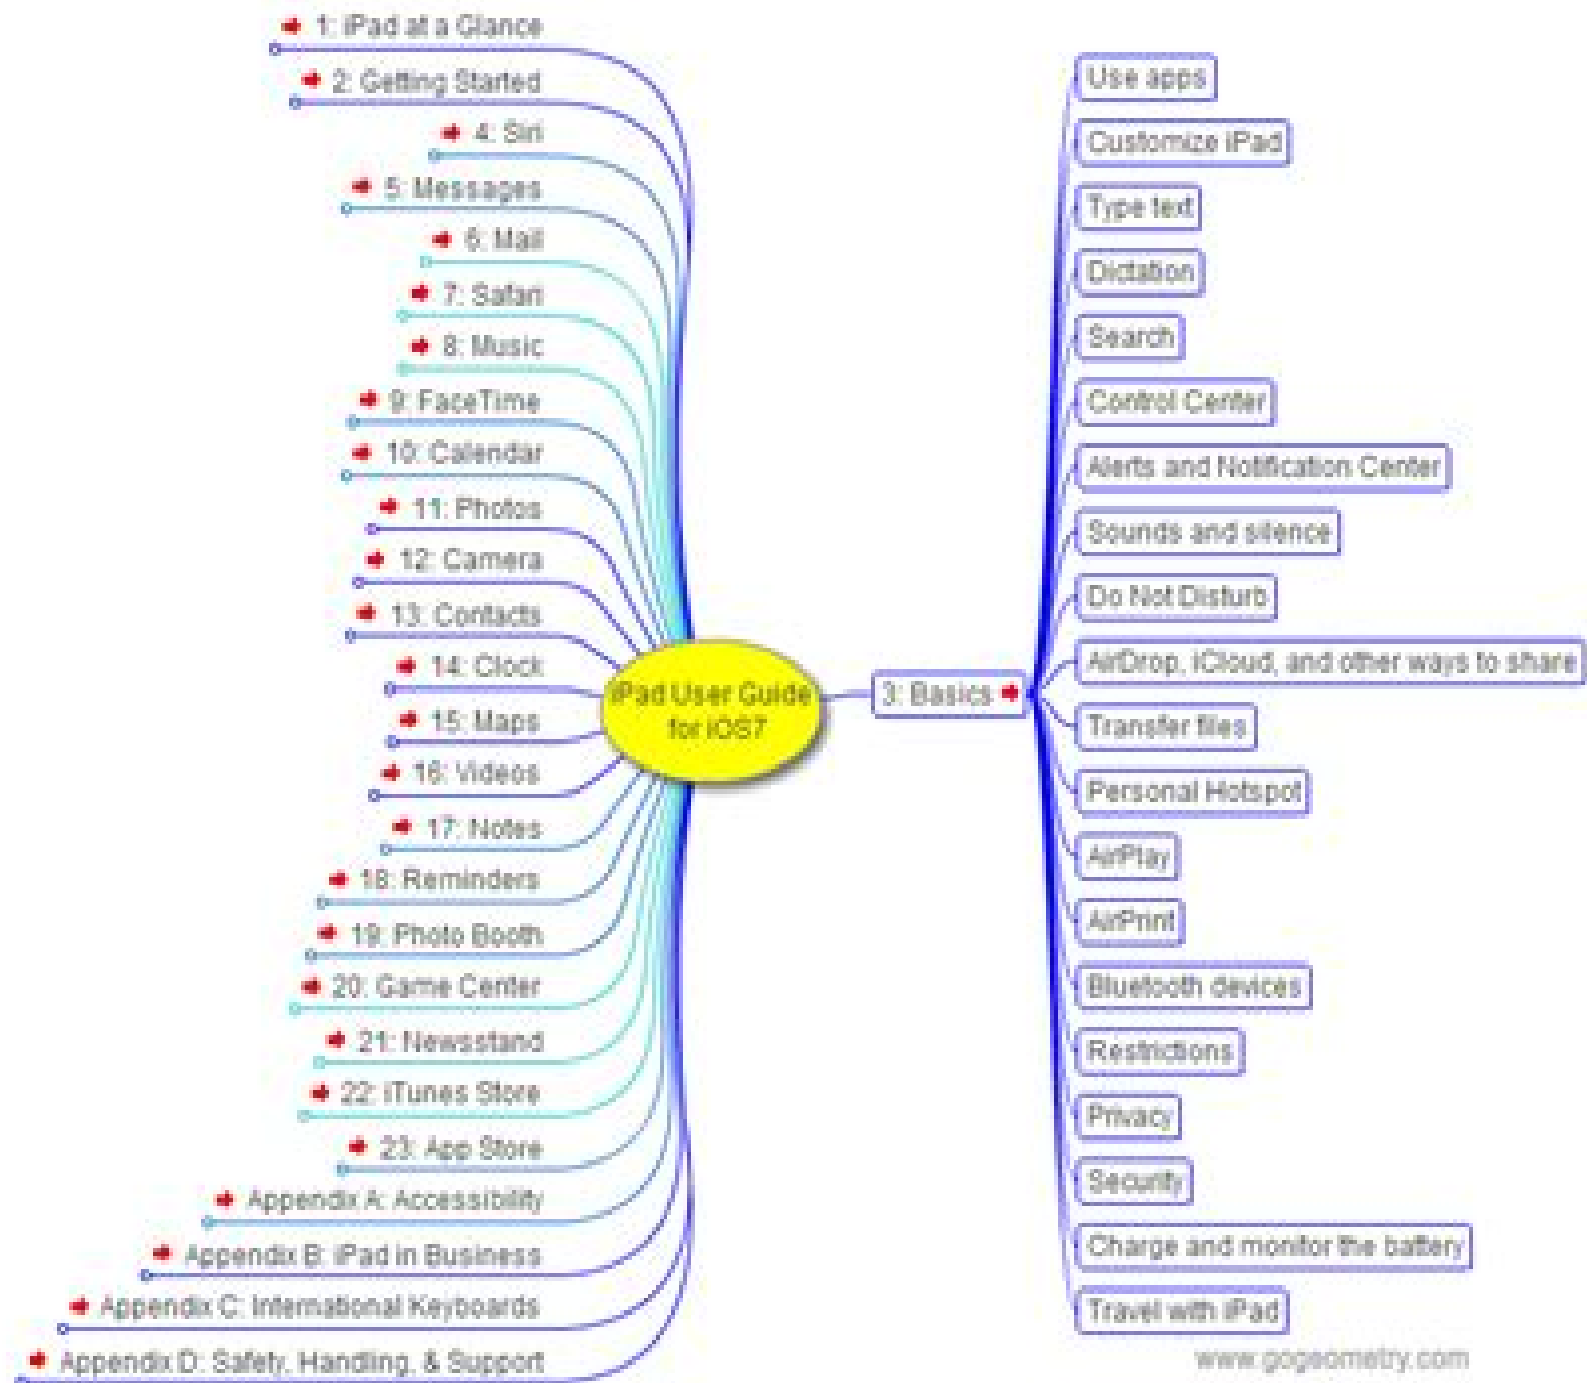 1: iPad at a Glance
2: Getting Started
4: Siri
5: Messages
6: Mail
7: Safari
8: Music
9: FaceTime
10: Calendar
11: Photos
12: Camera
13: Contacts
14: Clock
15: Maps
16: Videos
17: Notes
18: Reminders
19: Photo Booth
20: Game Center
21: Newsstand
22: iTunes Store
23: App Store
Appendix A: Accessibility
Appendix B: iPad in Business
Appendix C: International Keyboards
Appendix D: Safety, Handling, & Support
iPad User Guide
for iOS7
3: Basics
Use apps
Customize iPad
Type text
Dictation
Search
Control Center
Alerts and Notification Center
Sounds and silence
Do Not Disturb
AirDrop, iCloud, and other ways to share
Transfer files
Personal Hotspot
AirPlay
AirPrint
Bluetooth devices
Restrictions
Privacy
Security
Charge and monitor the battery
Travel with iPad
www.gogeometry.com